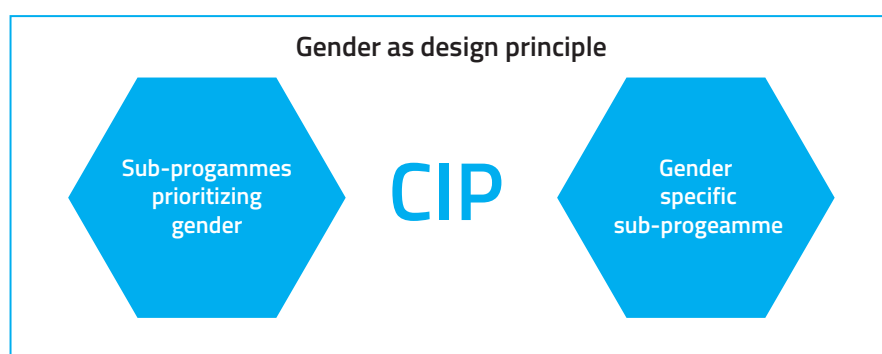 Gender as design principle
Sub-progammes
prioritizing
gender
CIP
Gender
specific
sub-progeamme